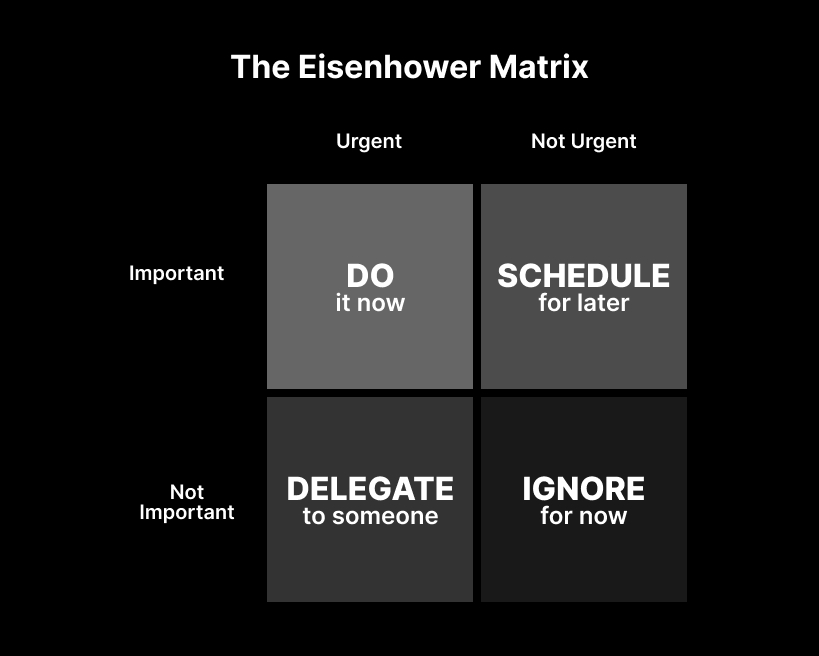 The Eisenhower Matrix
Urgent
Not Urgent
Important
DO
it now
SCHEDULE
for later
Not
Important
DELEGATE
to someone
IGNORE
for now